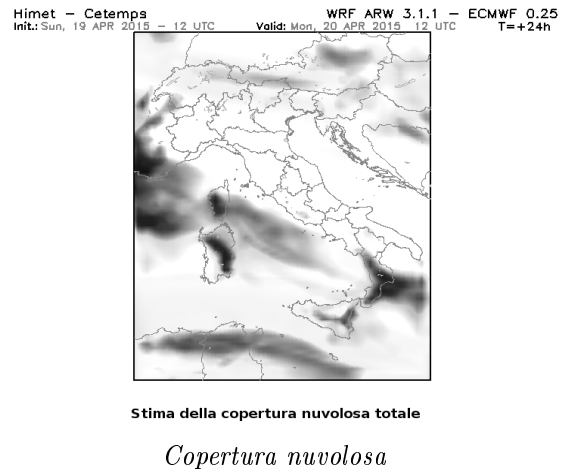 Himet – Cetemps WRF ARW 3.1.1 – ECMWF 0.25
Init.: Sun, 19 APR 2015 – 12 UTC Valid: Mon, 20 APR 2015 12 UTC T=+24h
Stima della copertura nuvolosa totale
Copertura nuvolosa